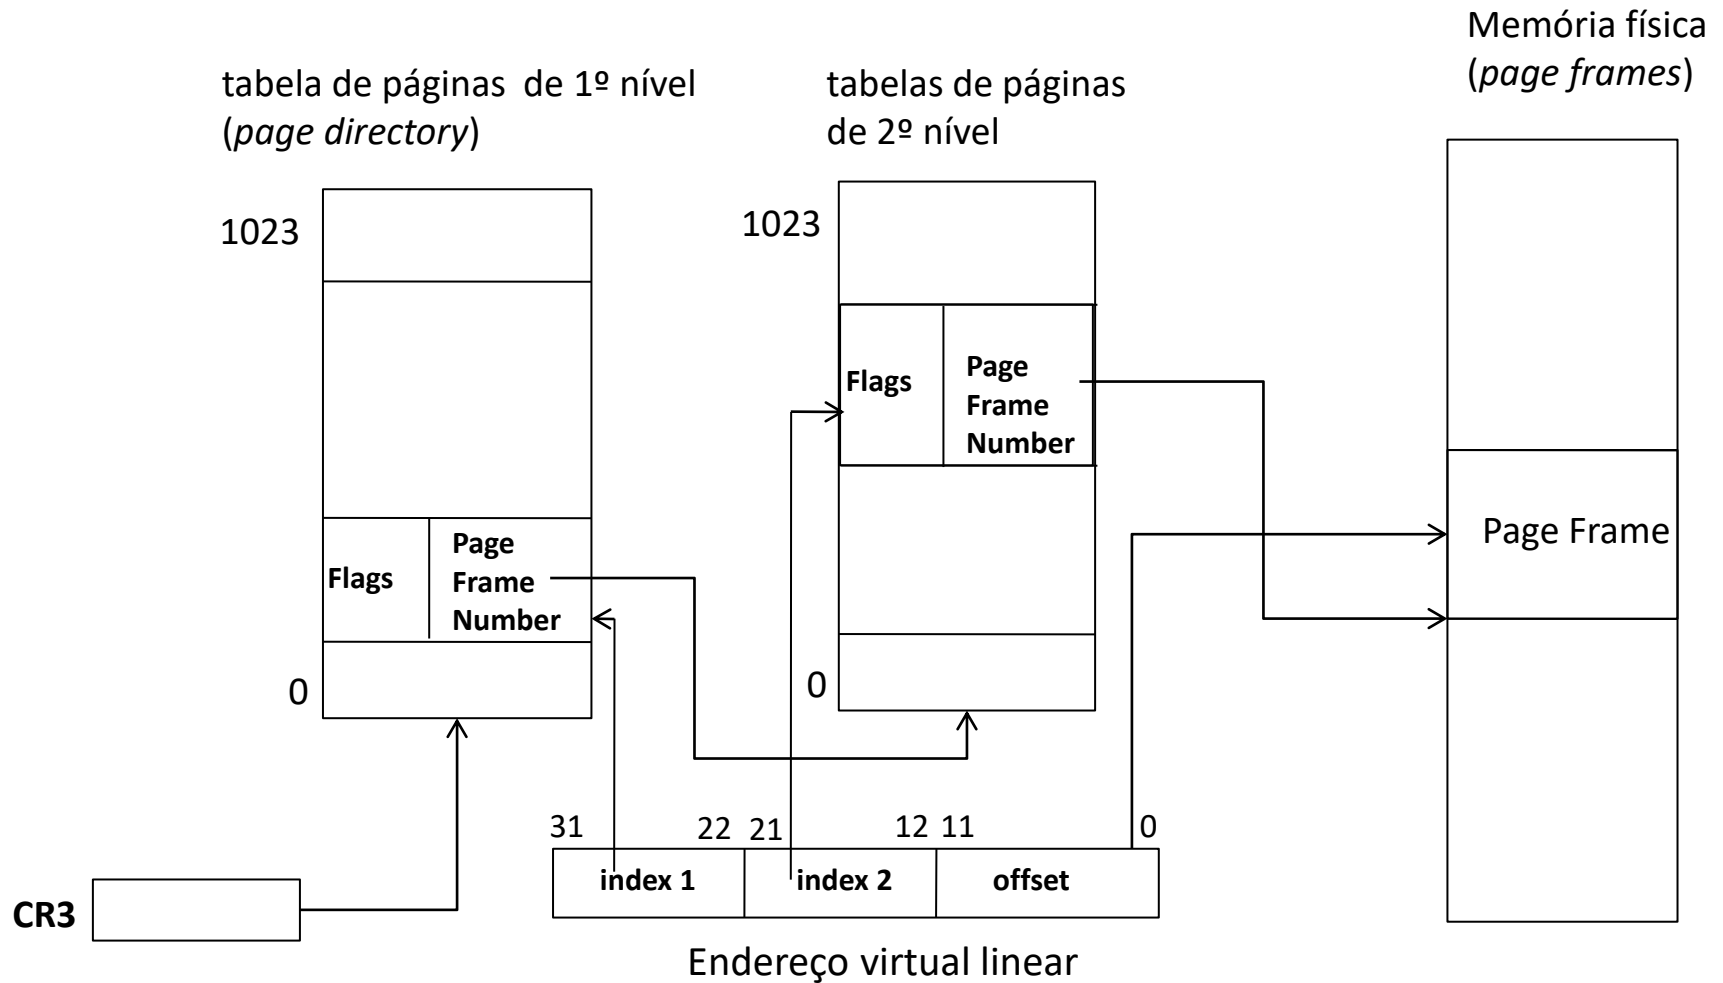 Memória física
(page frames)
tabela de páginas de 1º nível
(page directory)
tabelas de páginas
de 2º nível
1023
1023
Flags
Page
Frame
Number
Flags
Page
Frame
Number
Page Frame
0
0
31
22
21
12
11
0
index 1
index 2
offset
CR3
Endereço virtual linear